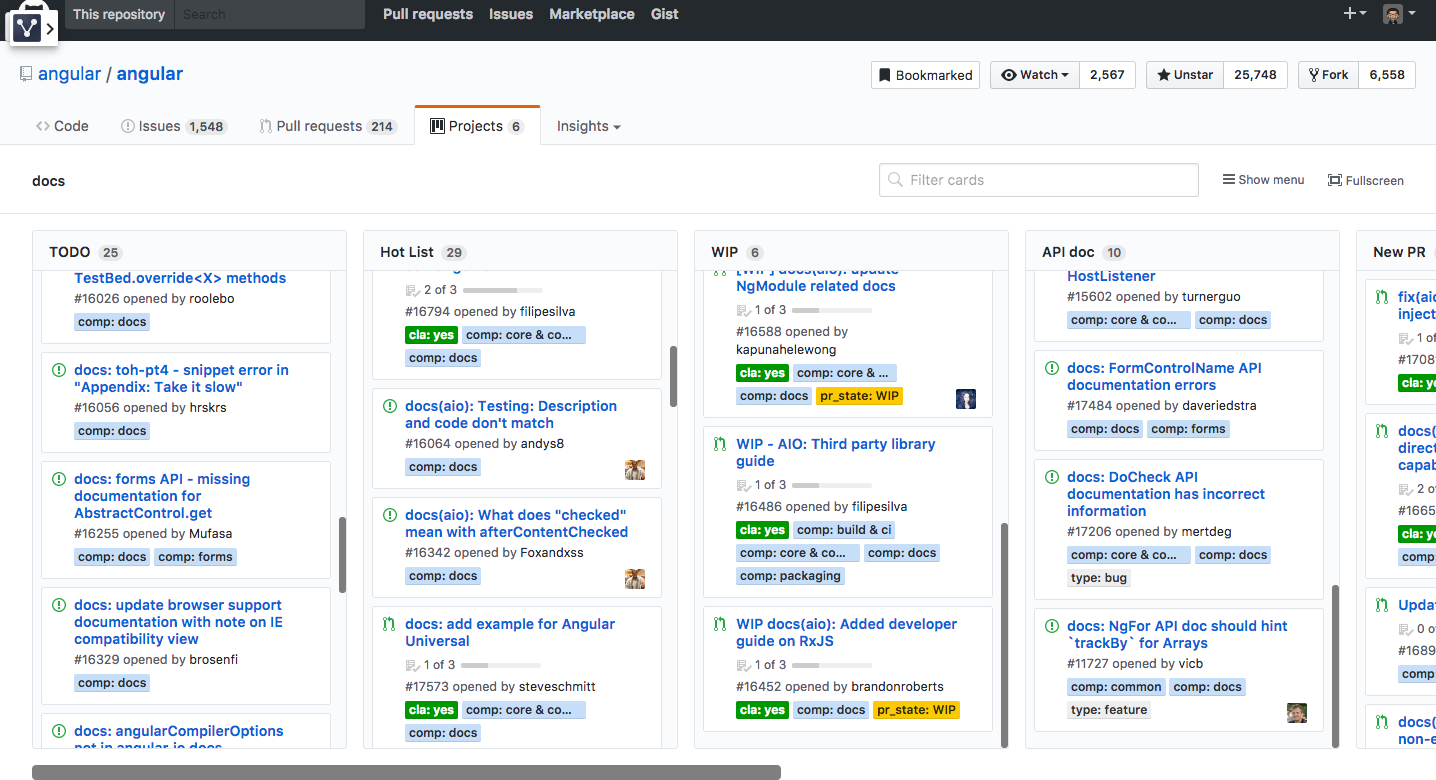 This repository Search Pull requests Issues Marketplace Gist
angular / angular
Bookmarked Watch 2,567 Unstar 25,748 Fork 6,558
Code Issues 1,548 Pull requests 214 Projects 6 Insights
docs Filter cards Show menu Fullscreen
TODO 25
TestBed.override<X> methods
#16026 opened by roolebo
comp: docs
docs: toh-pt4 - snippet error in
"Appendix: Take it slow"
#16056 opened by hrskrs
comp: docs
docs: forms API - missing
documentation for
AbstractControl.get
#16255 opened by Mufasa
comp: docs comp: forms
docs: update browser support
documentation with note on IE
compatibility view
#16329 opened by brosenfi
comp: docs
docs: angularCompilerOptions
not in angular.io docs
Hot List 29
2 of 3
#16794 opened by filipesilva
cla: yes comp: core & co...
comp: docs
docs(aio): Testing: Description
and code don't match
#16064 opened by andys8
comp: docs
docs(aio): What does "checked"
mean with afterContentChecked
#16342 opened by Foxandxss
comp: docs
docs: add example for Angular
Universal
1 of 3
#17573 opened by steveschmitt
cla: yes comp: core & co...
comp: docs
WIP 6
[WIP] docs(aio): update
NgModule related docs
1 of 3
#16588 opened by
kapunahelewong
cla: yes comp: core & ...
comp: docs pr_state: WIP
WIP - AIO: Third party library
guide
1 of 3
#16486 opened by filipesilva
cla: yes comp: build & ci
comp: core & co... comp: docs
comp: packaging
WIP docs(aio): Added developer
guide on RxJS
1 of 3
#16452 opened by brandonroberts
cla: yes comp: docs pr_state: WIP
API doc 10
HostListener
#15602 opened by turnerguo
comp: core & co... comp: docs
docs: FormControlName API
documentation errors
#17484 opened by daveriedstra
comp: docs comp: forms
docs: DoCheck API
documentation has incorrect
information
#17206 opened by mertdeg
comp: core & co... comp: docs
type: bug
docs: NgFor API doc should hint
`trackBy` for Arrays
#11727 opened by vicb
comp: common comp: docs
type: feature
New PR
fix(aio
inject
1 of
#1708
cla: ye
docs(
direct
capab
2 o
#1665
cla: ye
comp
Updat
0 o
#1689
comp
docs(
non-e